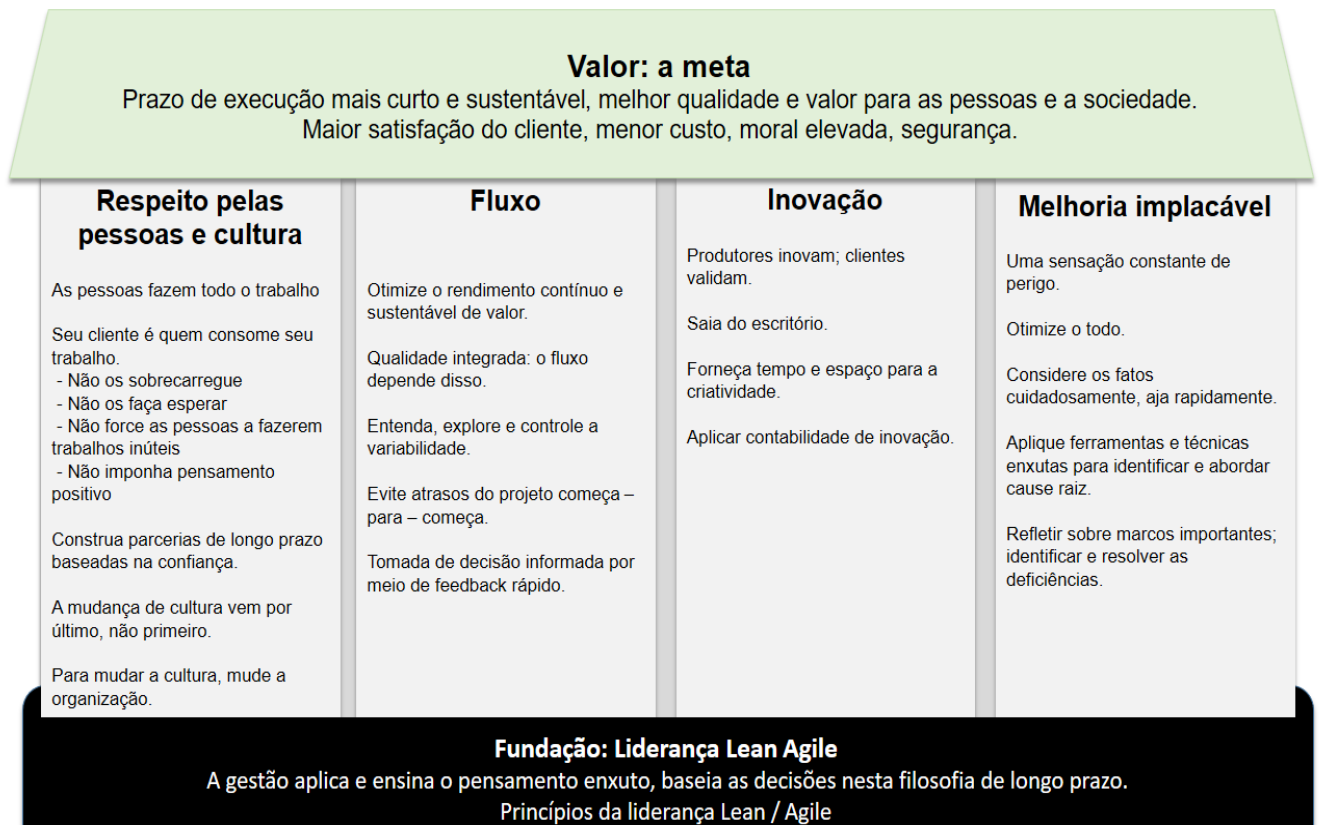 Valor: a meta
Prazo de execução mais curto e sustentável, melhor qualidade e valor para as pessoas e a sociedade.
Maior satisfação do cliente, menor custo, moral elevada, segurança.
Respeito pelas
pessoas e cultura
As pessoas fazem todo o trabalho
Seu cliente é quem consome seu
trabalho.
- Não os sobrecarregue
- Não os faça esperar
- Não force as pessoas a fazerem
trabalhos inúteis
- Não imponha pensamento
positivo
Construa parcerias de longo prazo
baseadas na confiança.
A mudança de cultura vem por
último, não primeiro.
Para mudar a cultura, mude a
organização.
Fluxo
Otimize o rendimento contínuo e
sustentável de valor.
Qualidade integrada: o fluxo
depende disso.
Entenda, explore e controle a
variabilidade.
Evite atrasos do projeto começa –
para – começa.
Tomada de decisão informada por
meio de feedback rápido.
Inovação
Produtores inovam; clientes
validam.
Saia do escritório.
Forneça tempo e espaço para a
criatividade.
Aplicar contabilidade de inovação.
Melhoria implacável
Uma sensação constante de
perigo.
Otimize o todo.
Considere os fatos
cuidadosamente, aja rapidamente.
Aplique ferramentas e técnicas
enxutas para identificar e abordar
cause raiz.
Refletir sobre marcos importantes;
identificar e resolver as
deficiências.
Fundação: Liderança Lean Agile
A gestão aplica e ensina o pensamento enxuto, baseia as decisões nesta filosofia de longo prazo.
Princípios da liderança Lean / Agile